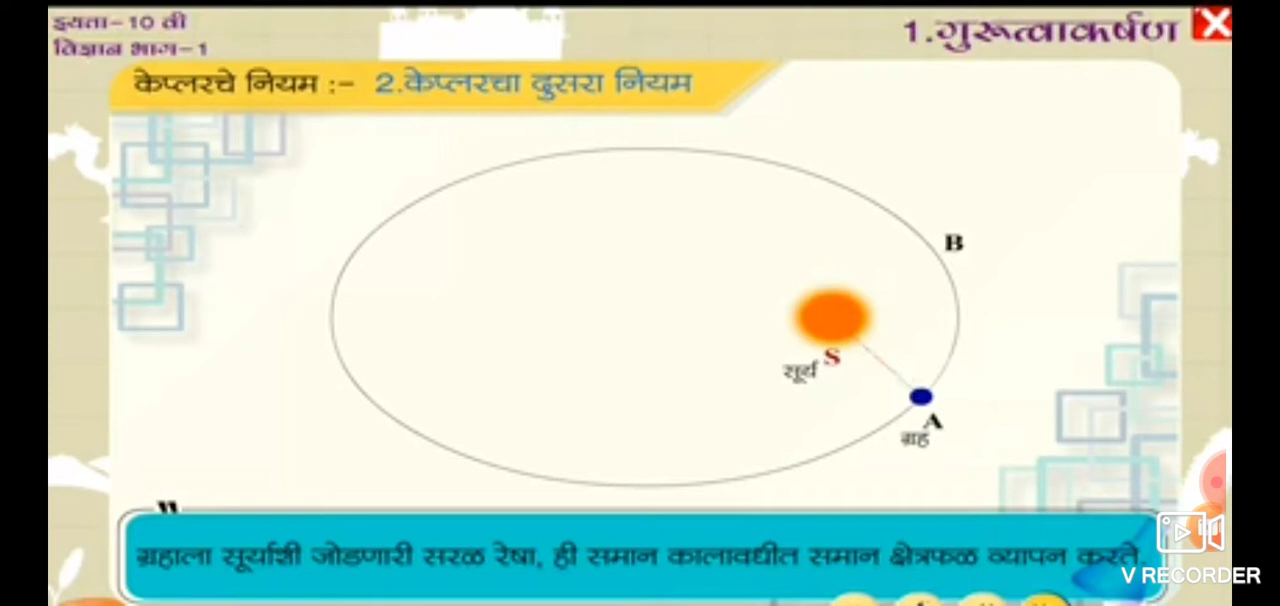 इयत्ता- 10 वी
विज्ञान भाग- 1
1.गुरूत्वाकर्षण
केप्लरचे नियम :- 2.केप्लरचा दुसरा नियम
B
S
सूर्य
A
ग्रह
ग्रहाला सूर्याशी जोडणारी सरळ रेषा, ही समान कालावधीत समान क्षेत्रफळ व्यापन करते.
V RECORDER